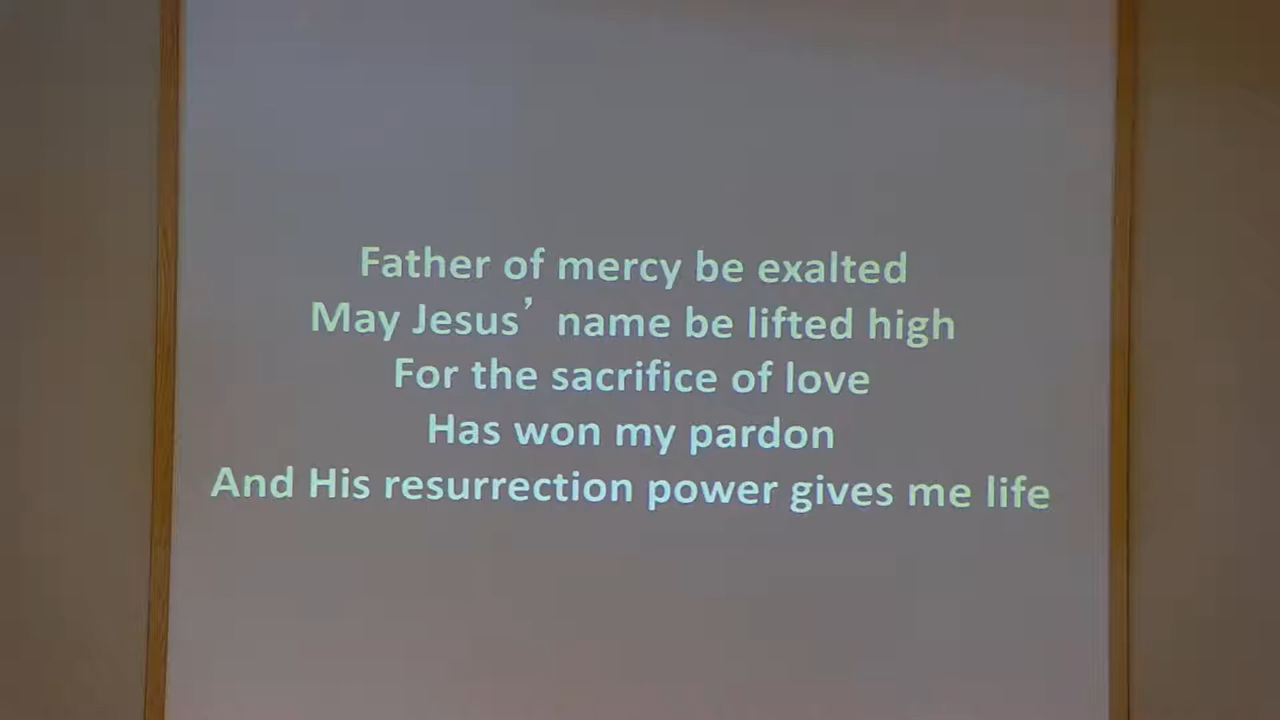 Father of mercy be exalted
May Jesus’ name be lifted high
For the sacrifice of love
Has won my pardon
And His resurrection power gives me life